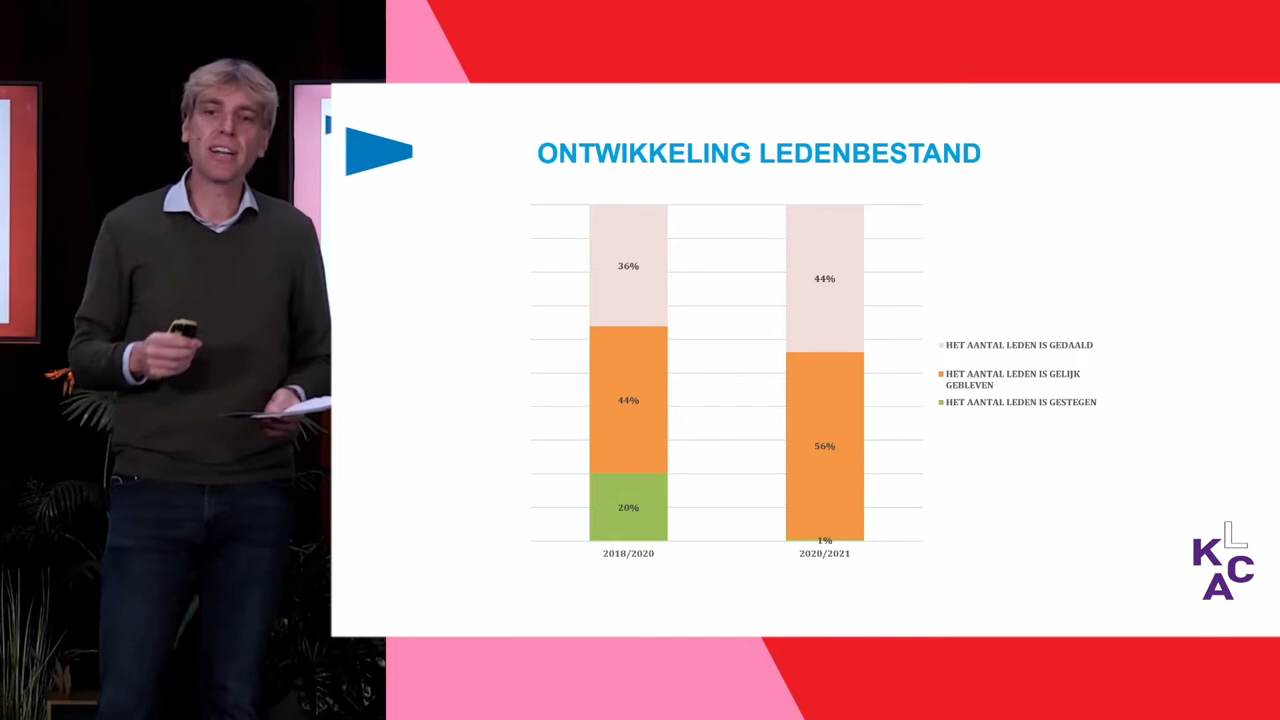 ONTWIKKELING LEDENBESTAND
36%
44%
44%
56%
20%
1%
2018/2020
2020/2021
HET AANTAL LEDEN IS GEDAALD
HET AANTAL LEDEN IS GELIJK
GEBLEVEN
HET AANTAL LEDEN IS GESTEGEN
L
K
C
A